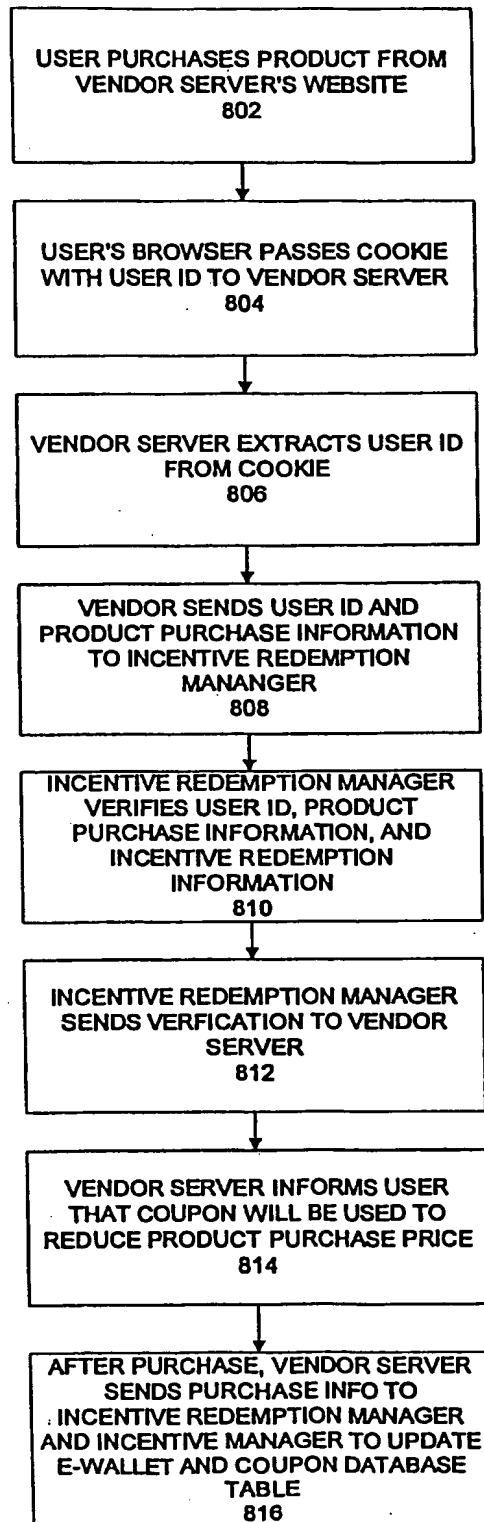 USER PURCHASES PRODUCT FROM
VENDOR SERVER'S WEBSITE
802
USER'S BROWSER PASSES COOKIE
WITH USER ID TO VENDOR SERVER
804
VENDOR SERVER EXTRACTS USER ID
FROM COOKIE
806
VENDOR SENDS USER ID AND
PRODUCT PURCHASE INFORMATION
TO INCENTIVE REDEMPTION
MANANGER
808
INCENTIVE REDEMPTION MANAGER
VERIFIES USER ID, PRODUCT
PURCHASE INFORMATION, AND
INCENTIVE REDEMPTION
INFORMATION
810
INCENTIVE REDEMPTION MANAGER
SENDS VERFICATION TO VENDOR
SERVER
812
VENDOR SERVER INFORMS USER
THAT COUPON WILL BE USED TO
REDUCE PRODUCT PURCHASE PRICE
814
AFTER PURCHASE, VENDOR SERVER
SENDS PURCHASE INFO TO
INCENTIVE REDEMPTION MANAGER
AND INCENTIVE MANAGER TO UPDATE
E-WALLET AND COUPON DATABASE
TABLE
816